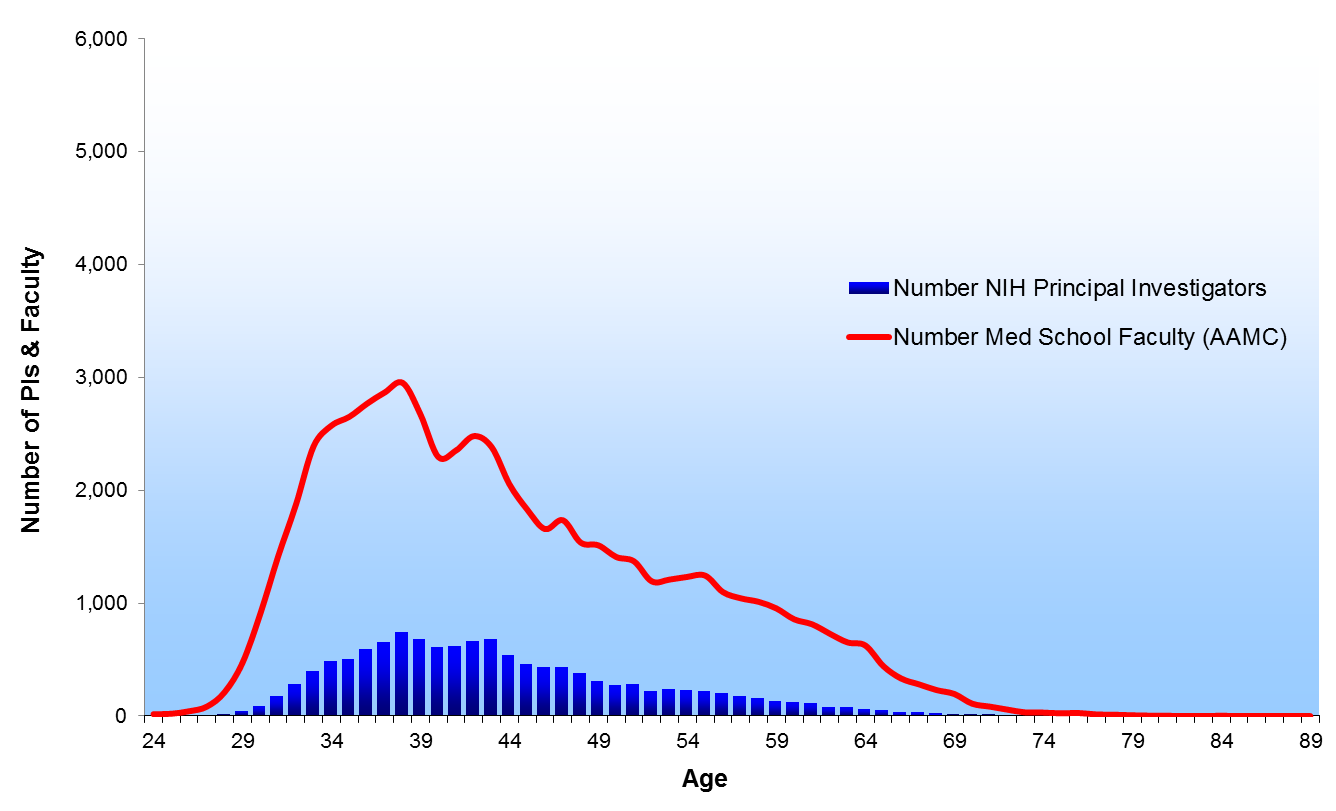 6,000
5,000
4,000
3,000
2,000
1,000
0
Number of PIs & Faculty
Number NIH Principal Investigators
Number Med School Faculty (AAMC)
24 29 34 39 44 49 54 59 64 69 74 79 84 89
Age